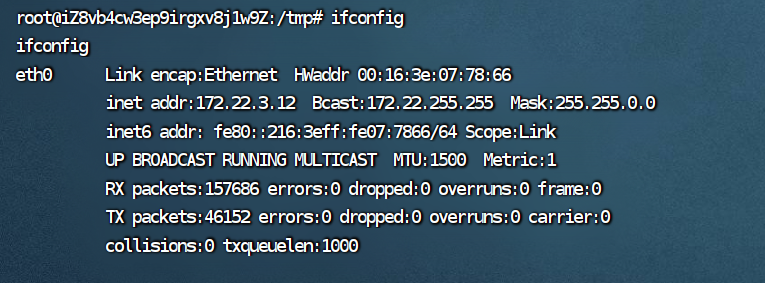 root@iZ8vb4cw3ep9irgxv8j1w9Z:/tmp# ifconfig
ifconfig
eth0      Link encap:Ethernet  HWaddr 00:16:3e:07:78:66
          inet addr:172.22.3.12  Bcast:172.22.255.255  Mask:255.255.0.0
          inet6 addr: fe80::216:3eff:fe07:7866/64 Scope:Link
          UP BROADCAST RUNNING MULTICAST  MTU:1500  Metric:1
          RX packets:157686 errors:0 dropped:0 overruns:0 frame:0
          TX packets:46152 errors:0 dropped:0 overruns:0 carrier:0
          collisions:0 txqueuelen:1000